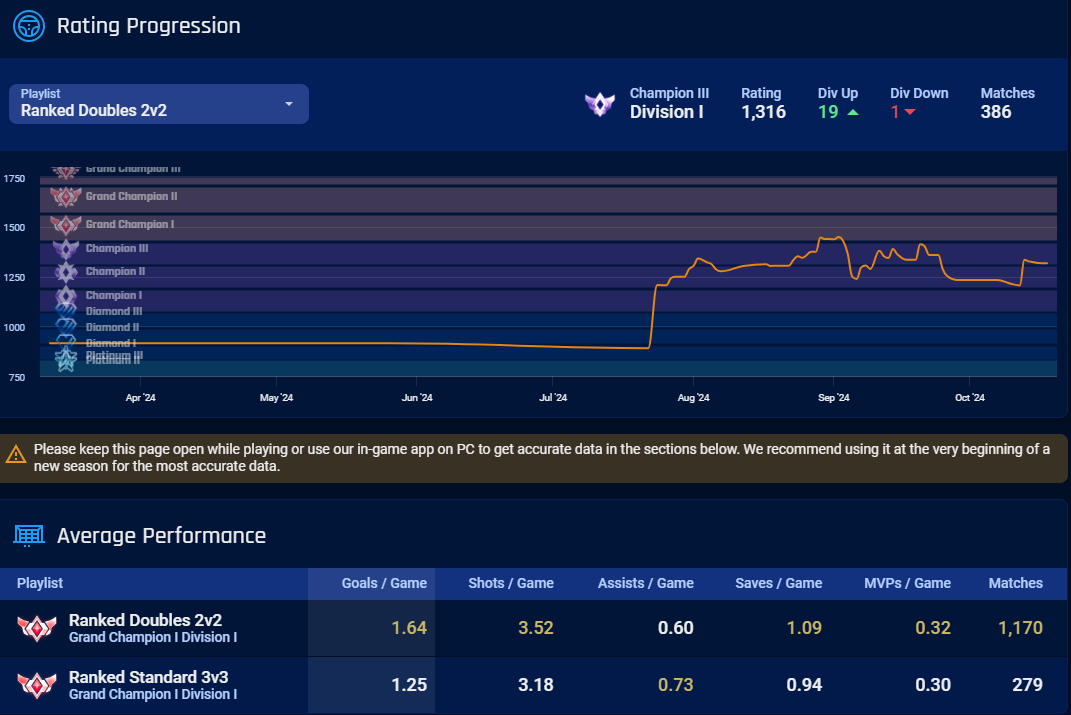 Rating Progression
Playlist
Ranked Doubles 2v2
Champion III
Division I
Rating
1,316
Div Up
19
Div Down
1
Matches
386
1750
1500
1250
1000
750
Grand Champion III
Grand Champion II
Grand Champion I
Champion III
Champion II
Champion I
Diamond III
Diamond II
Diamond I
Platinum III
Platinum II
Apr '24 May '24 Jun '24 Jul '24 Aug '24 Sep '24 Oct '24
Please keep this page open while playing or use our in-game app on PC to get accurate data in the sections below. We recommend using it at the very beginning of a
new season for the most accurate data.
Average Performance
Playlist Goals / Game Shots / Game Assists / Game Saves / Game MVPs / Game Matches
Ranked Doubles 2v2
Grand Champion I Division I
1.64 3.52 0.60 1.09 0.32 1,170
Ranked Standard 3v3
Grand Champion I Division I
1.25 3.18 0.73 0.94 0.30 279